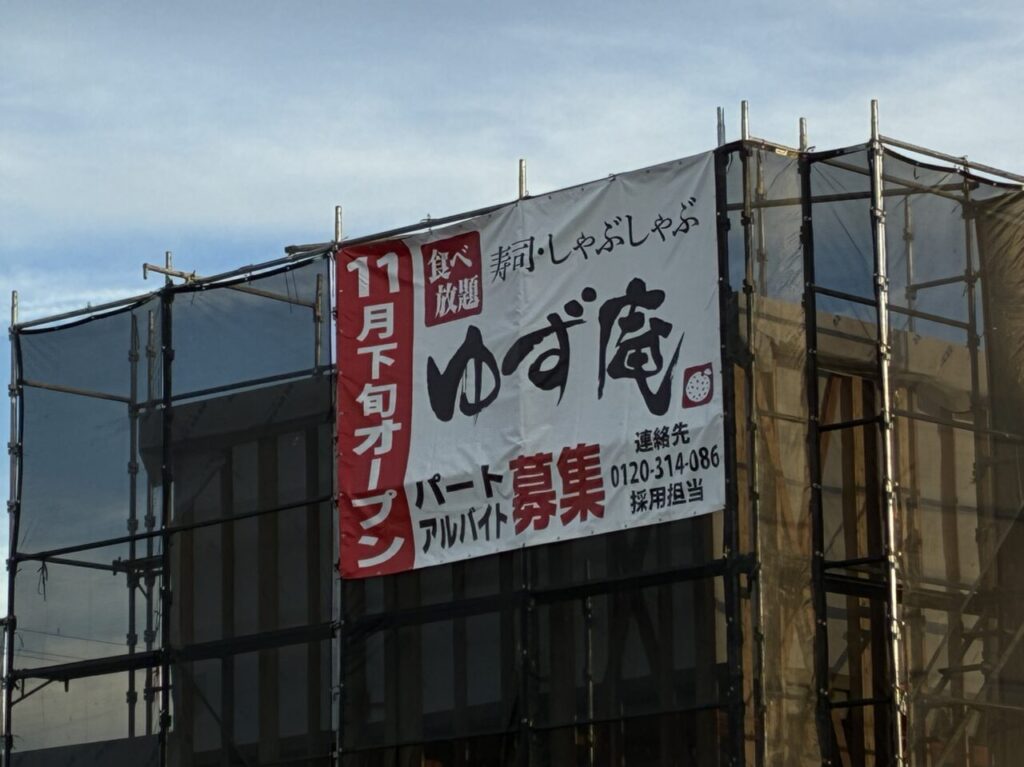 11月下旬オープン
食べ
放題
寿司・しゃぶしゃぶ
ゆず庵
パート
アルバイト
募集
連絡先
0120-314-086
採用担当